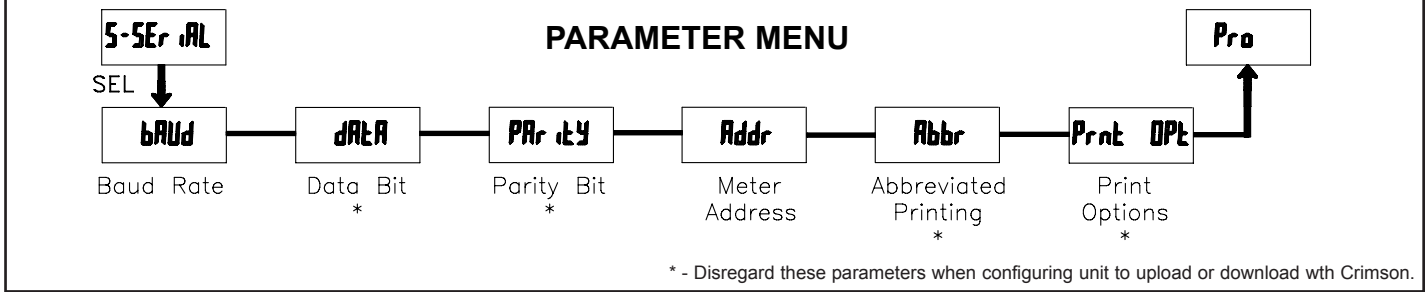 PARAMETER MENU
5-SEr iAL
Pro
SEL
bAUd
dAtA
PAr itY
Addr
Abbr
Prnt OPt
Baud Rate
Data Bit
*
Parity Bit
*
Meter
Address
Abbreviated
Printing
*
Print
Options
*
* - Disregard these parameters when configuring unit to upload or download wth Crimson.